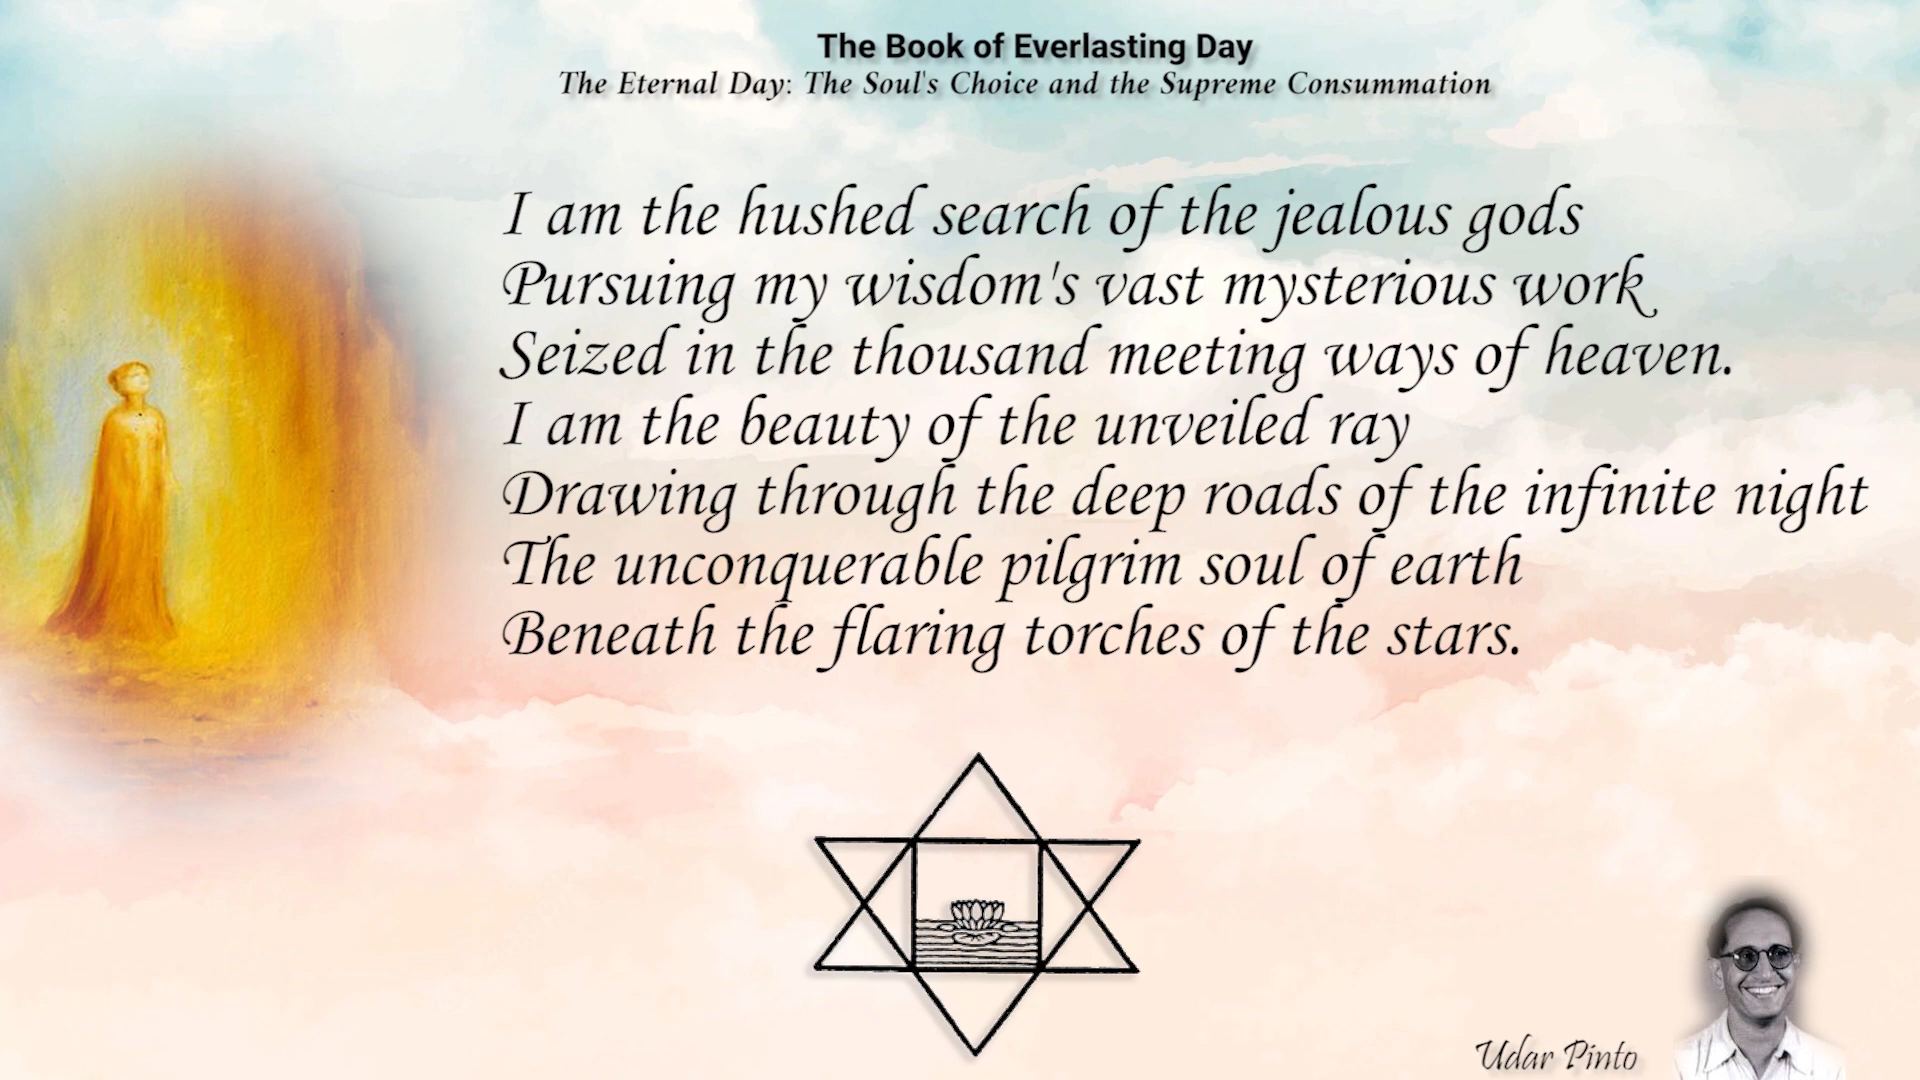 The Book of Everlasting Day
The Eternal Day: The Soul's Choice and the Supreme Consummation
I am the hushed search of the jealous gods
Pursuing my wisdom's vast mysterious work
Seized in the thousand meeting ways of heaven.
I am the beauty of the unveiled ray
Drawing through the deep roads of the infinite night
The unconquerable pilgrim soul of earth
Beneath the flaring torches of the stars.
Udar Pinto